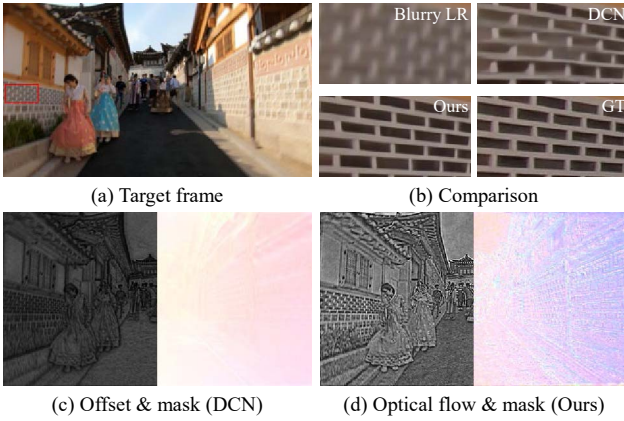 Blurry LR
DCN
Ours
GT
(a) Target frame
(b) Comparison
(c) Offset & mask (DCN)
(d) Optical flow & mask (Ours)